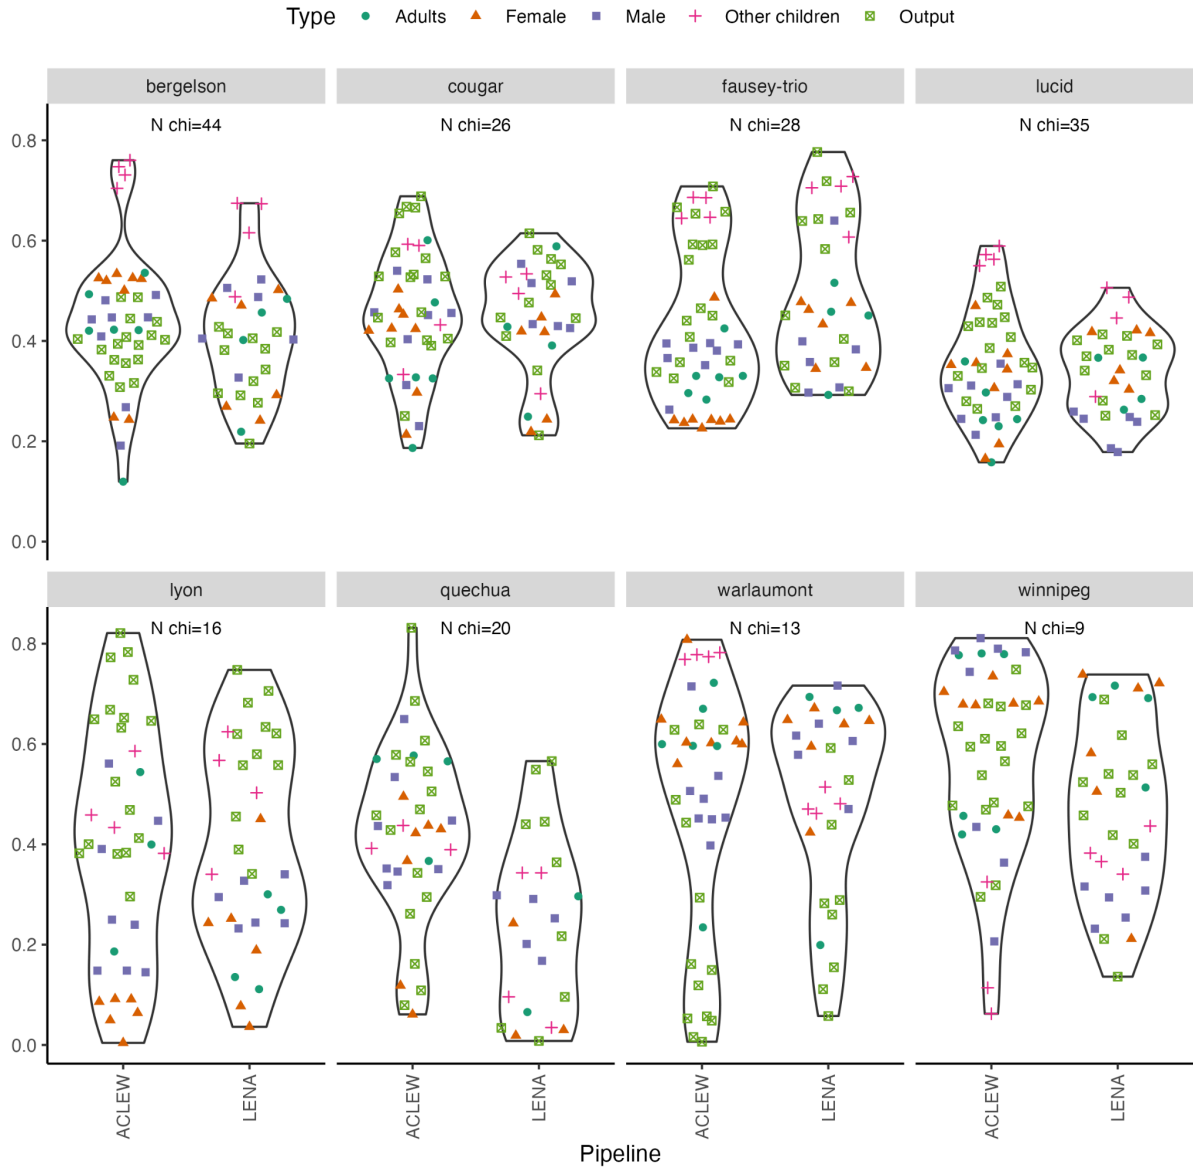 Type Adults Female Male Other children Output
bergelson cougar fausey-trio lucid
N chi=44 N chi=26 N chi=28 N chi=35
0.8
0.6
0.4
0.2
0.0
lyon quechua warlaumont winnipeg
N chi=16 N chi=20 N chi=13 N chi=9
0.8
0.6
0.4
0.2
0.0
ACLEW LENA ACLEW LENA ACLEW LENA ACLEW LENA
Pipeline